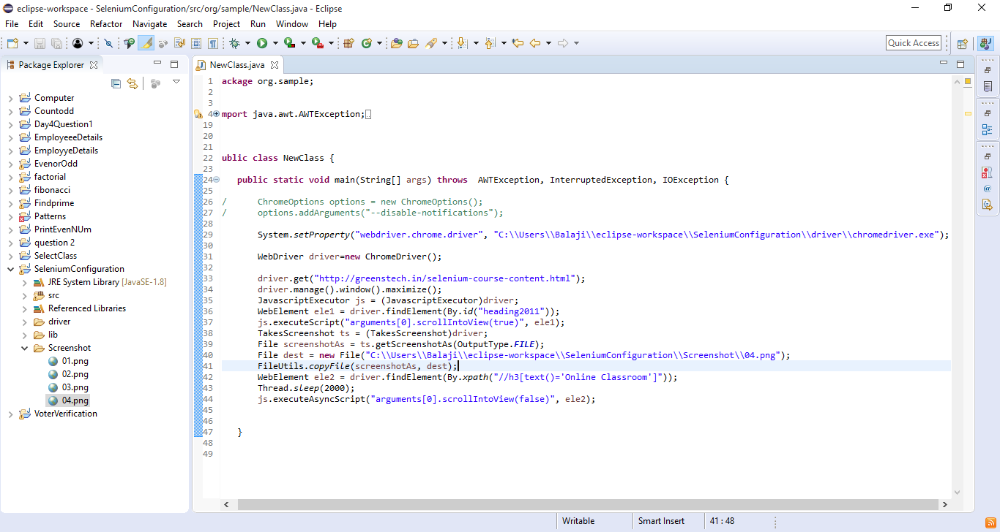 eclipse-workspace - SeleniumConfiguration/src/org/sample/NewClass.java - Eclipse
File Edit Source Refactor Navigate Search Project Run Window Help
Quick Access
Package Explorer
Computer
Countodd
Day4Question1
EmployeeeDetails
EmployyeDetails
EvenorOdd
factorial
fibonacci
Findprime
Patterns
PrintEvenNUm
question 2
SelectClass
SeleniumConfiguration
JRE System Library [JavaSE-1.8]
src
Referenced Libraries
driver
lib
Screenshot
01.png
02.png
03.png
04.png
VoterVerification
NewClass.java
1 ackage org.sample;
2
3
4 mport java.awt.AWTException;
19
20
21
22 ublic class NewClass {
23
24 public static void main(String[] args) throws  AWTException, InterruptedException, IOException {
25
26 /      ChromeOptions options = new ChromeOptions();
27 /      options.addArguments("--disable-notifications");
28
29 System.setProperty("webdriver.chrome.driver", "C:\\Users\\Balaji\\eclipse-workspace\\SeleniumConfiguration\\driver\\chromedriver.exe");
30
31 WebDriver driver=new ChromeDriver();
32
33 driver.get("http://greenstech.in/selenium-course-content.html");
34 driver.manage().window().maximize();
35 JavascriptExecutor js = (JavascriptExecutor)driver;
36 WebElement ele1 = driver.findElement(By.id("heading2011"));
37 js.executeScript("arguments[0].scrollIntoView(true)", ele1);
38 TakesScreenshot ts = (TakesScreenshot)driver;
39 File screenshotAs = ts.getScreenshotAs(OutputType.FILE);
40 File dest = new File("C:\\Users\\Balaji\\eclipse-workspace\\SeleniumConfiguration\\Screenshot\\04.png");
41 FileUtils.copyFile(screenshotAs, dest);
42 WebElement ele2 = driver.findElement(By.xpath("//h3[text()='Online Classroom']"));
43 Thread.sleep(2000);
44 js.executeAsyncScript("arguments[0].scrollIntoView(false)", ele2);
45
46
47 }
48
49
Writable Smart Insert 41 : 48